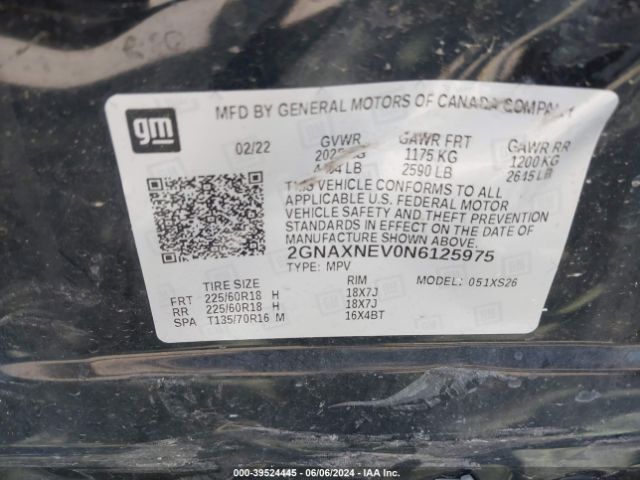 gm
MFD BY GENERAL MOTORS OF CANADA COMPANY
02/22 GVWR GAWR FRT GAWR RR
1175 KG 1200 KG
LB 2590 LB 2645 LB
THIS VEHICLE CONFORMS TO ALL
APPLICABLE U.S. FEDERAL MOTOR
VEHICLE SAFETY AND THEFT PREVENTION
STANDARDS IN EFFECT ON THE DATE OF
MANUFACTURE SHOWN ABOVE.
2GNAXNEV0N6125975
TYPE: MPV MODEL: 051XS26
TIRE SIZE RIM
FRT 225/60R18 H 18X7J
RR 225/60R18 H 18X7J
SPA T135/70R16 M 16X4BT
000-39524445 - 06/06/2024 - IAA Inc.